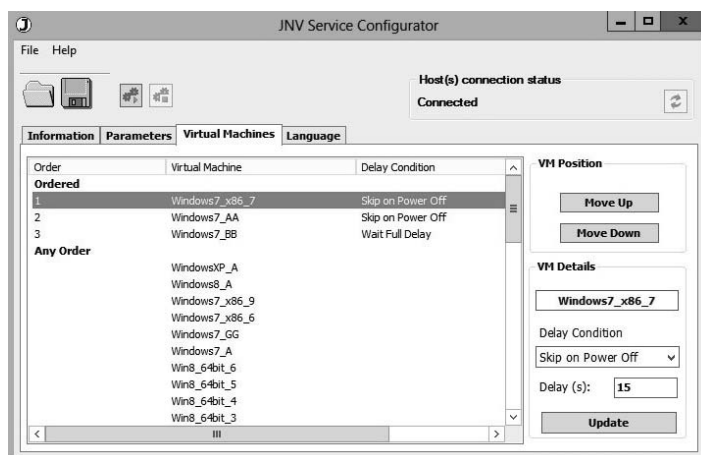 JNV Service Configurator
File Help
Host(s) connection status
Connected
Information Parameters Virtual Machines Language
Order Virtual Machine Delay Condition
Ordered
1 Windows7_x86_7 Skip on Power Off
2 Windows7_AA Skip on Power Off
3 Windows7_BB Wait Full Delay
Any Order
WindowsXP_A
Windows8_A
Windows7_x86_9
Windows7_x86_6
Windows7_GG
Windows7_A
Win8_64bit_6
Win8_64bit_5
Win8_64bit_4
Win8_64bit_3
VM Position
Move Up
Move Down
VM Details
Windows7_x86_7
Delay Condition
Skip on Power Off
Delay (s): 15
Update